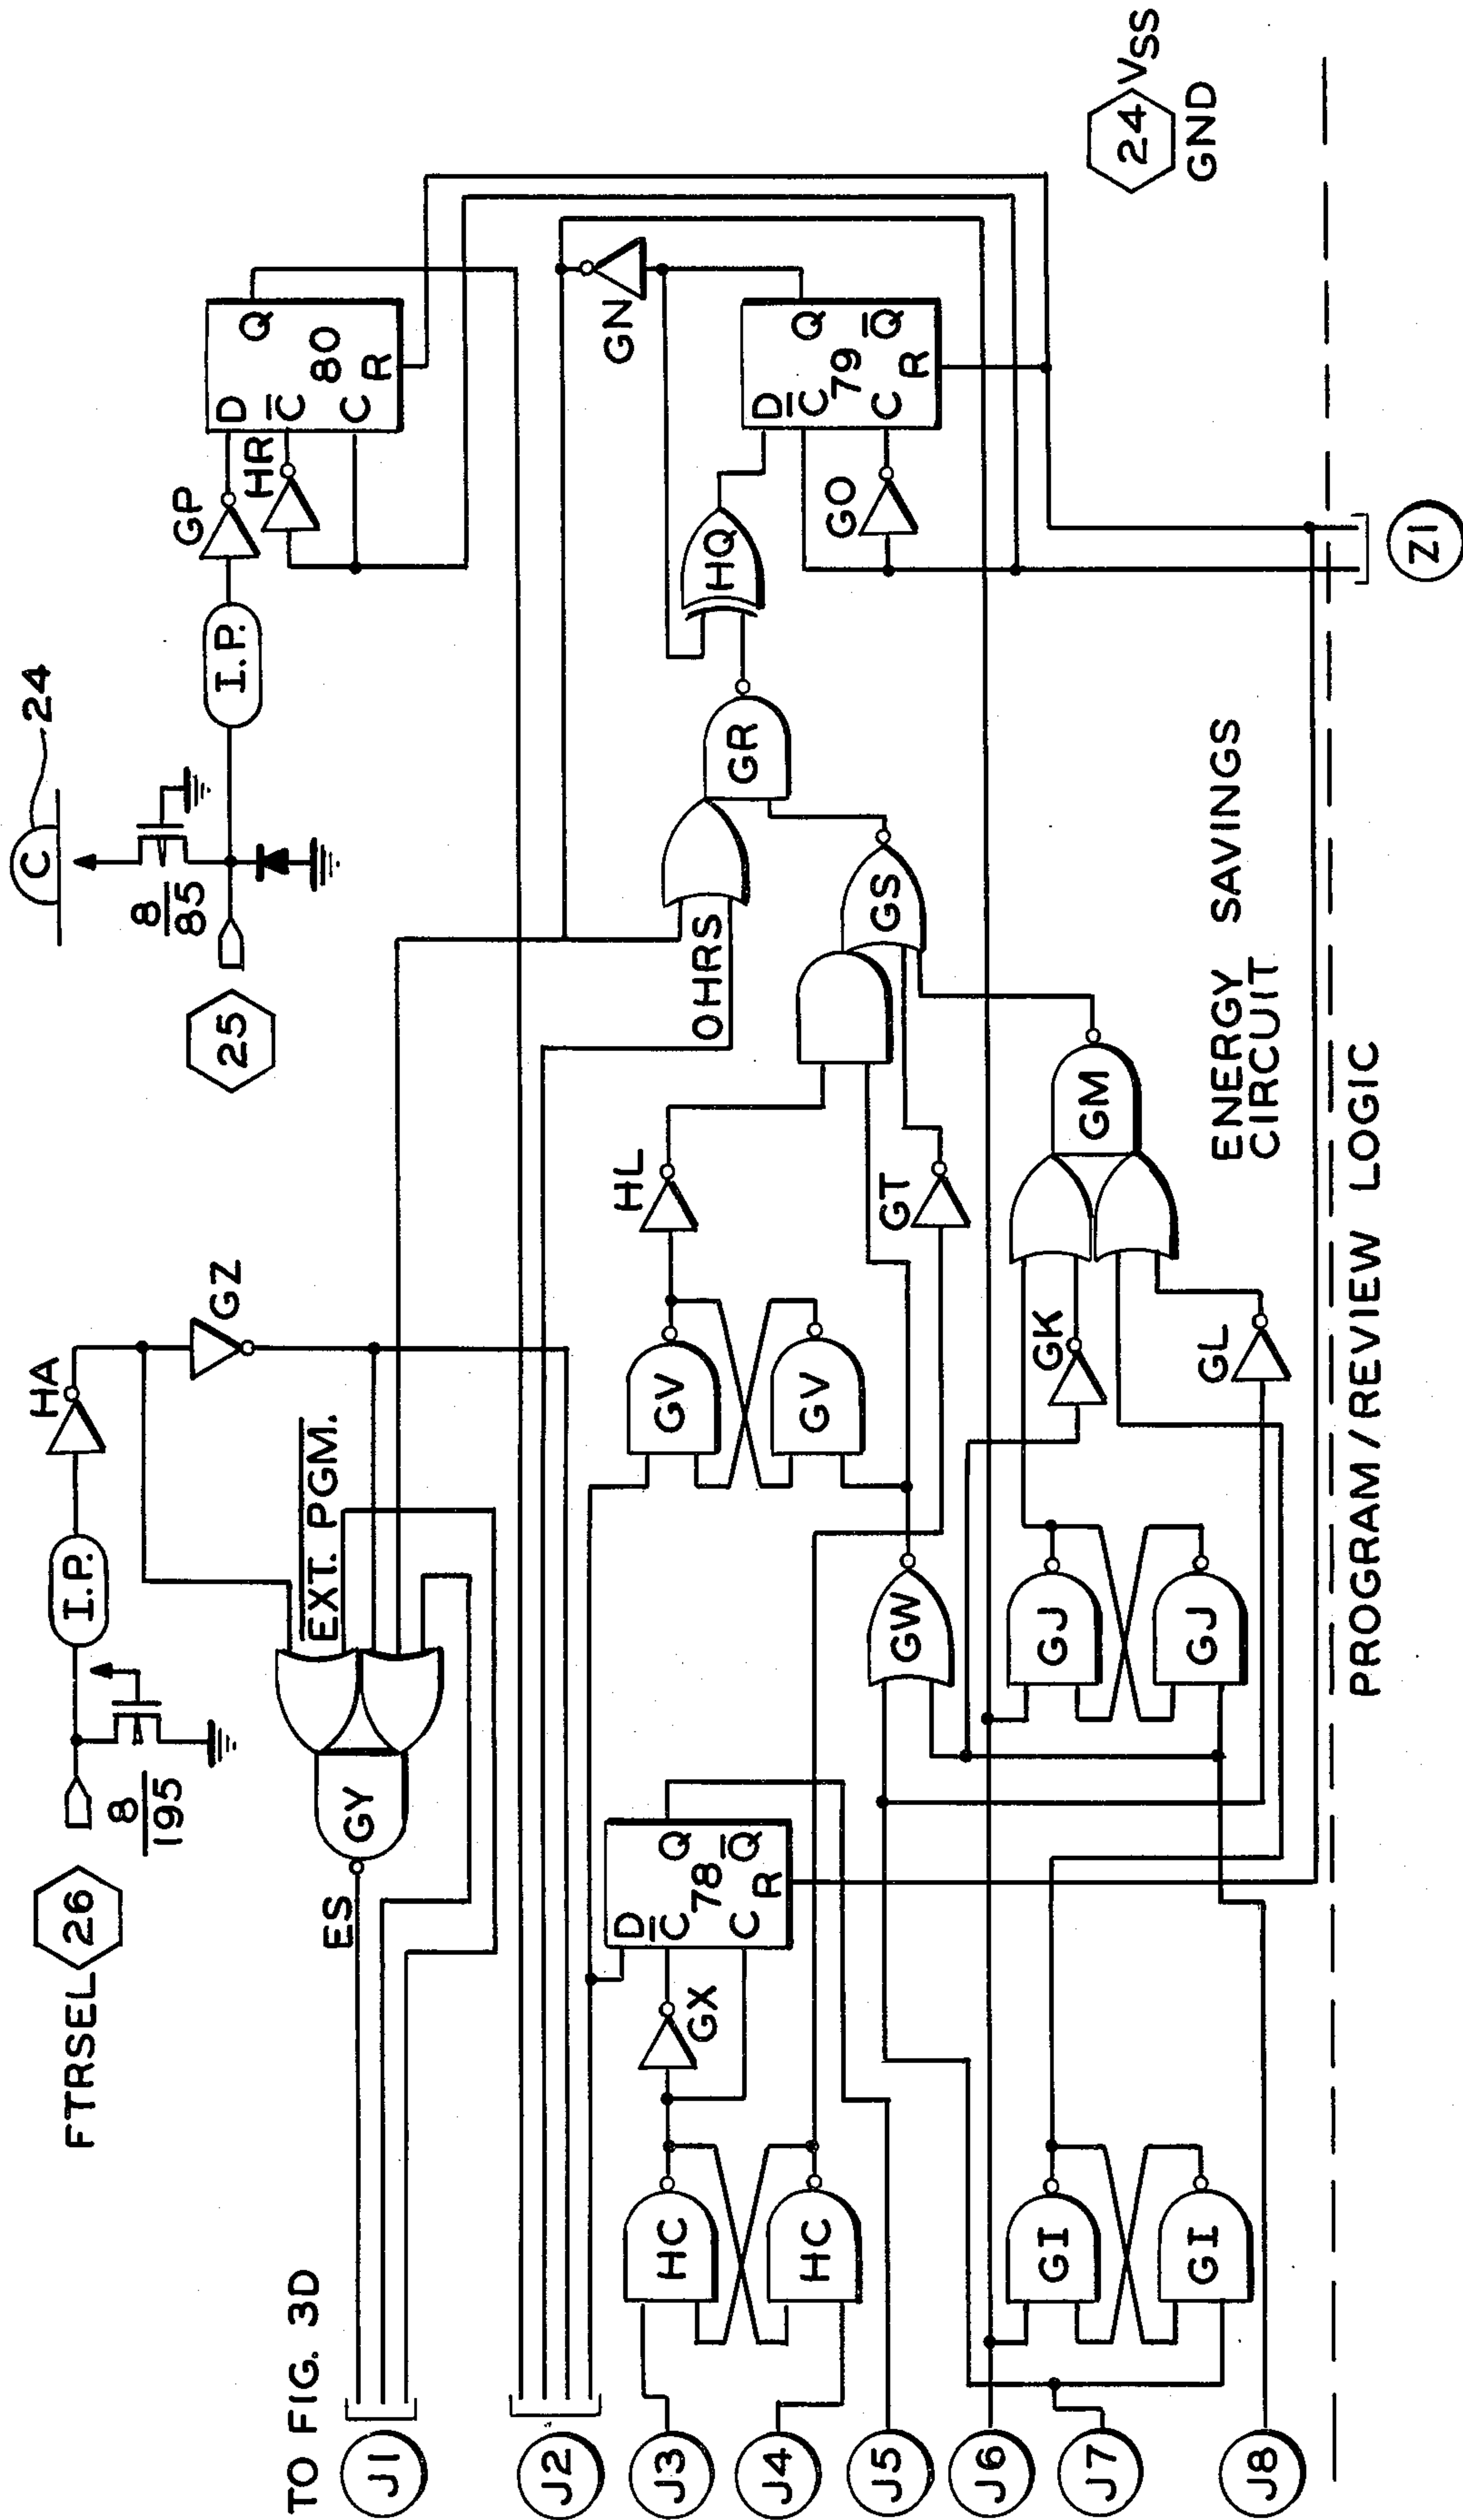 TO FIG. 3D
FTRSEL 26
8
195
I.P.
HA
GZ
25
8
85
C
24
I.P.
GP
HR
D
C
C
80
R
Q
J1
ES
GY
EXT. PGM.
J2
OHRS
GR
HQ
GN
D
C
C
79
R
Q
Q
GO
J3
HC
GX
D
C
C
78
R
Q
Q
GV
HL
J4
HC
GV
GS
J5
GW
GT
J6
GI
GJ
GK
GM
J7
GI
GJ
GL
J8
ENERGY SAVINGS
CIRCUIT
24 VSS
GND
PROGRAM/REVIEW LOGIC
Z1